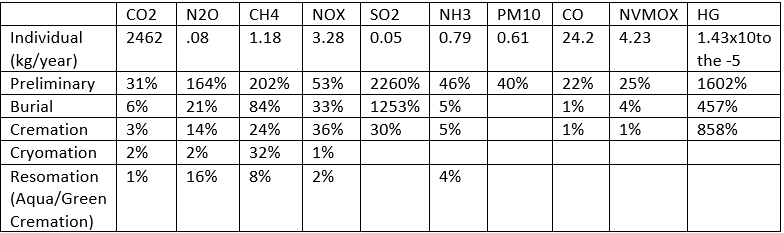 CO2 N2O CH4 NOX SO2 NH3 PM10 CO NVMOX HG
Individual 2462 .08 1.18 3.28 0.05 0.79 0.61 24.2 4.23 1.43x10to
(kg/year) the -5
Preliminary 31% 164% 202% 53% 2260% 46% 40% 22% 25% 1602%
Burial 6% 21% 84% 33% 1253% 5% 1% 4% 457%
Cremation 3% 14% 24% 36% 30% 5% 1% 1% 858%
Cryomation 2% 2% 32% 1%
Resomation 1% 16% 8% 2% 4%
(Aqua/Green
Cremation)